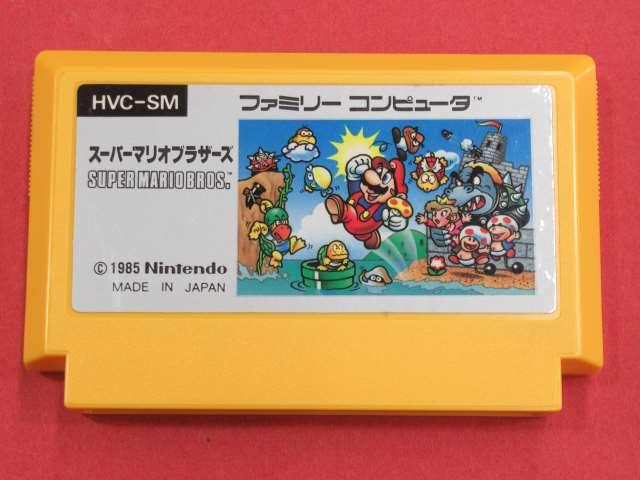 HVC-SM
ファミリー コンピュータ™
スーパーマリオブラザーズ
SUPER MARIO BROS.™
© 1985 Nintendo
MADE IN JAPAN